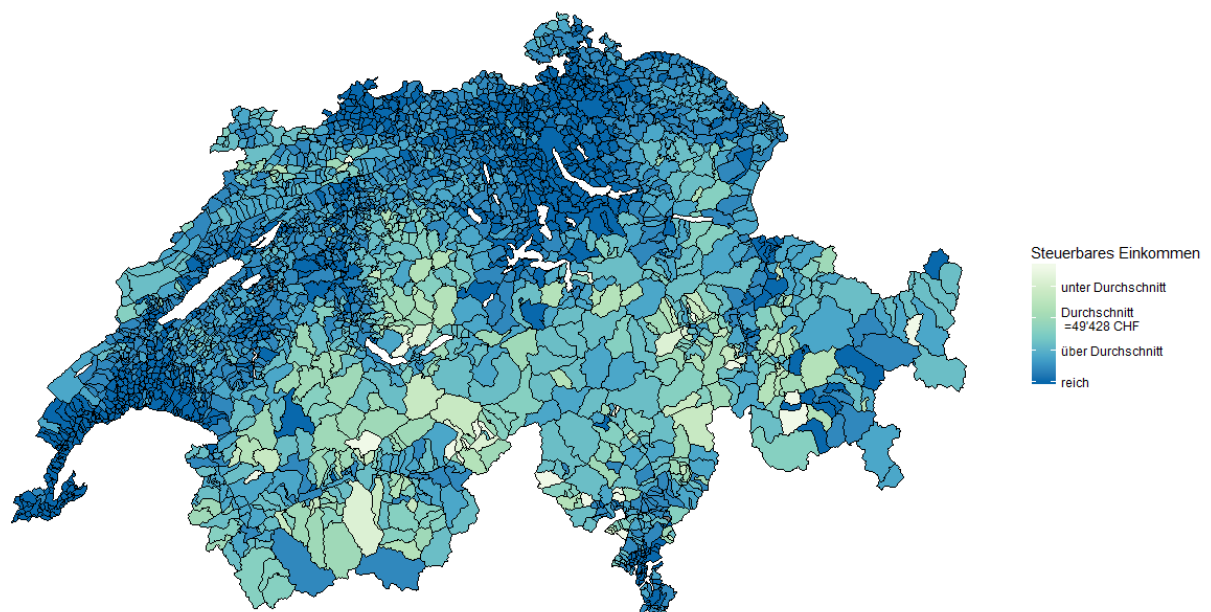 Steuerbares Einkommen
unter Durchschnitt
Durchschnitt
=49'428 CHF
über Durchschnitt
reich